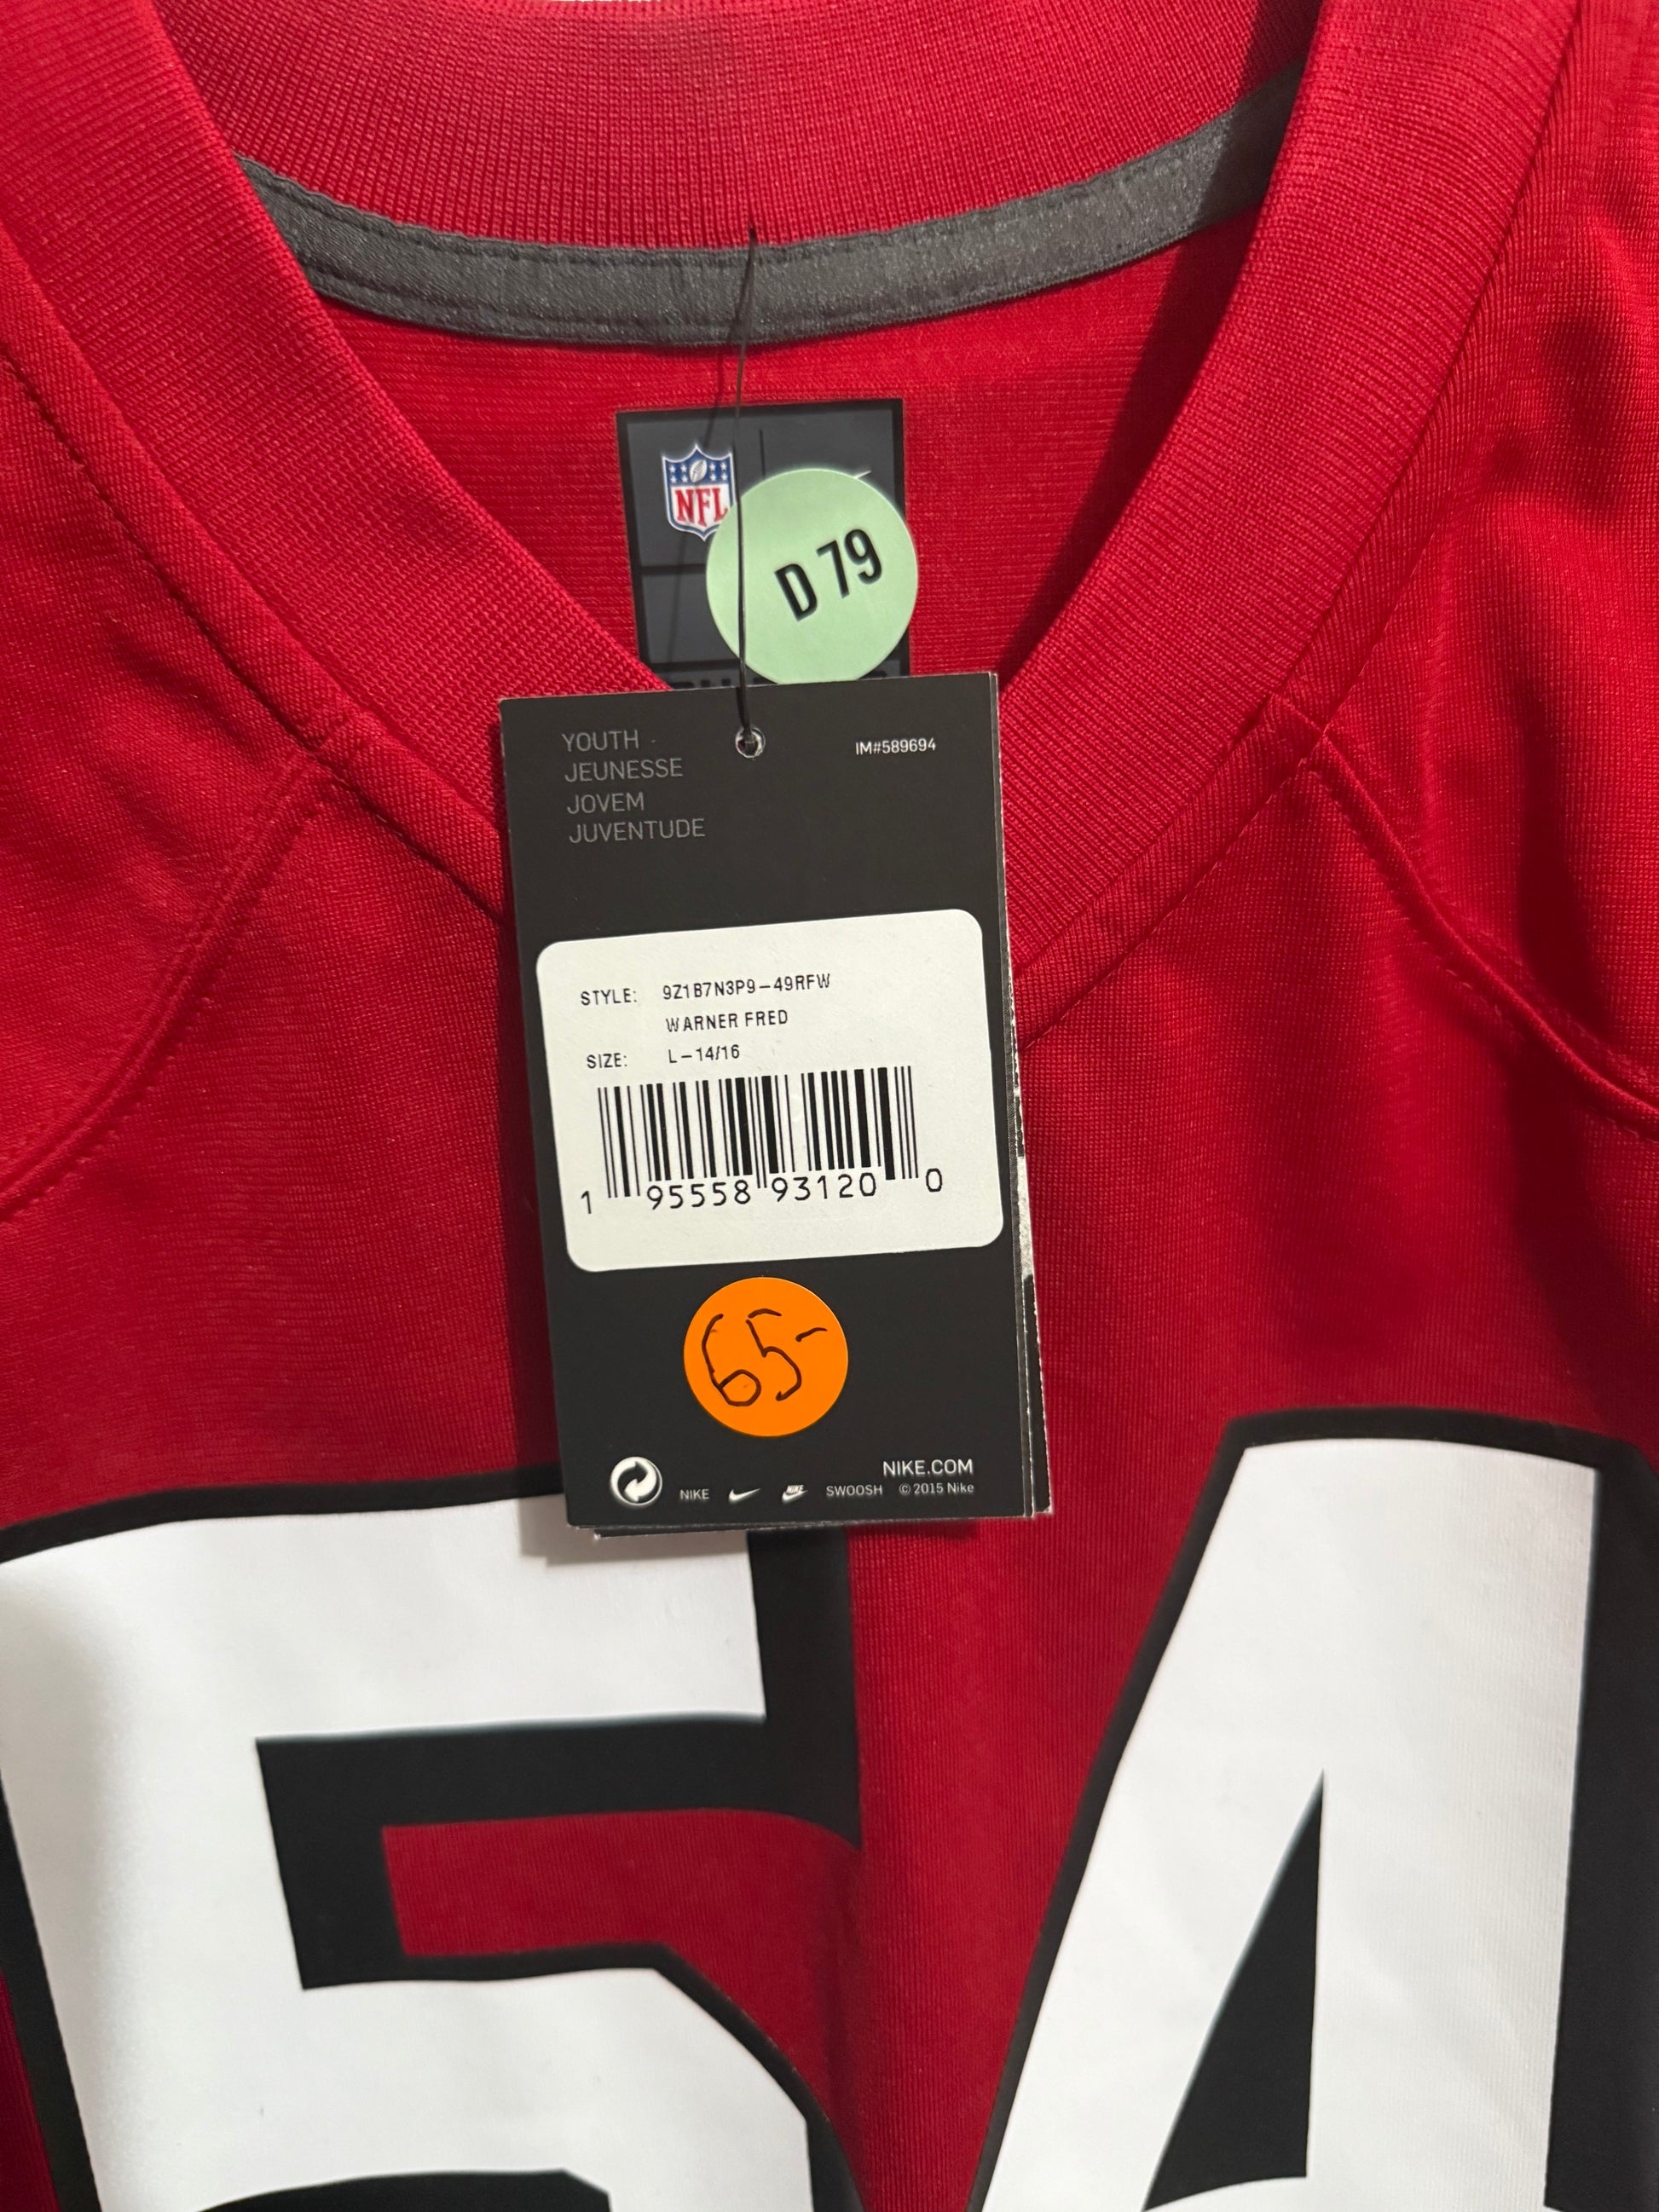 NFL
D 79
YOUTH
JEUNESSE
JOVEM
JUVENTUDE
IM#589694
STYLE: 9Z1B7N3P9-49RFW
WARNER FRED
SIZE: L-14/16
1 95558 93120 0
65-
NIKE.COM
NIKE SWOOSH © 2015 Nike
54